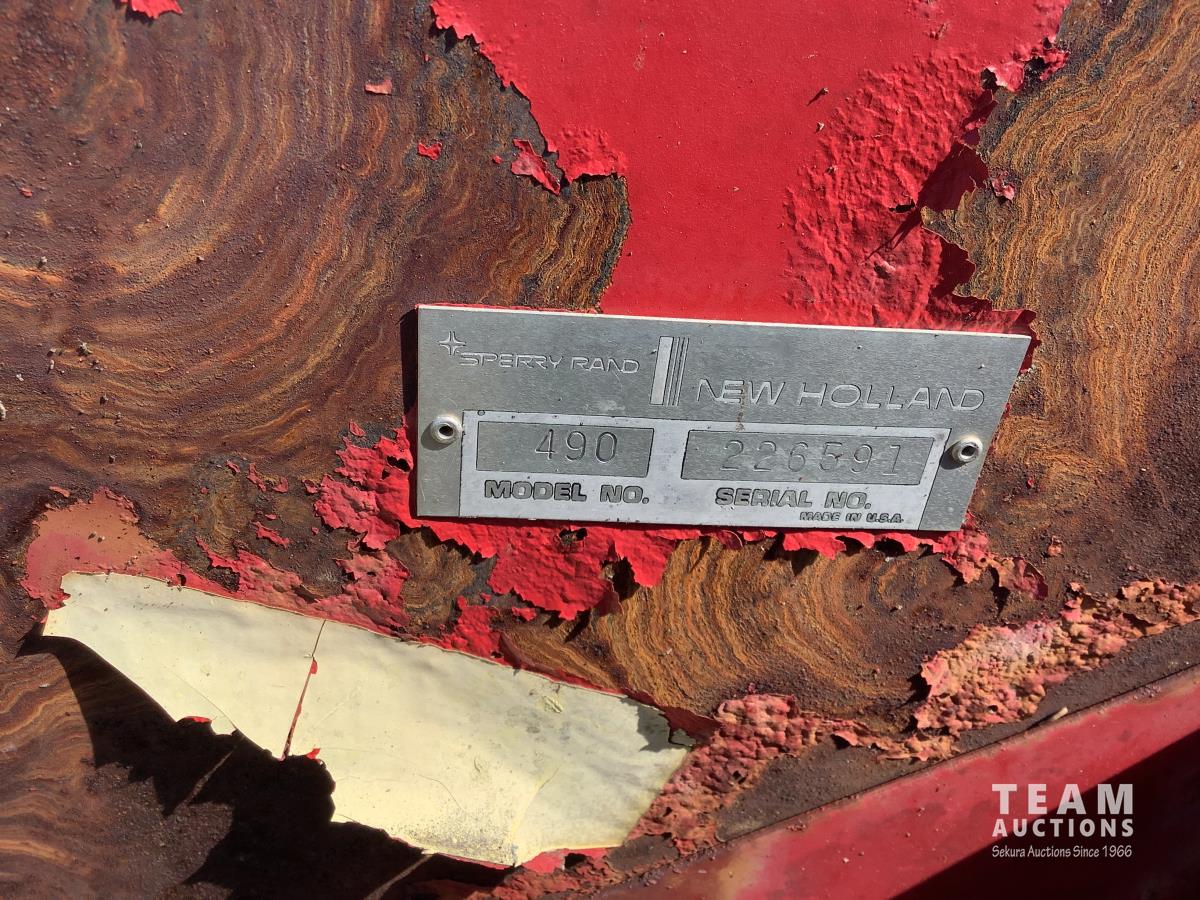 SPERRY RAND
NEW HOLLAND
490 226591
MODEL NO. SERIAL NO.
MADE IN U.S.A.
TEAM
AUCTIONS
Sekura Auctions Since 1966